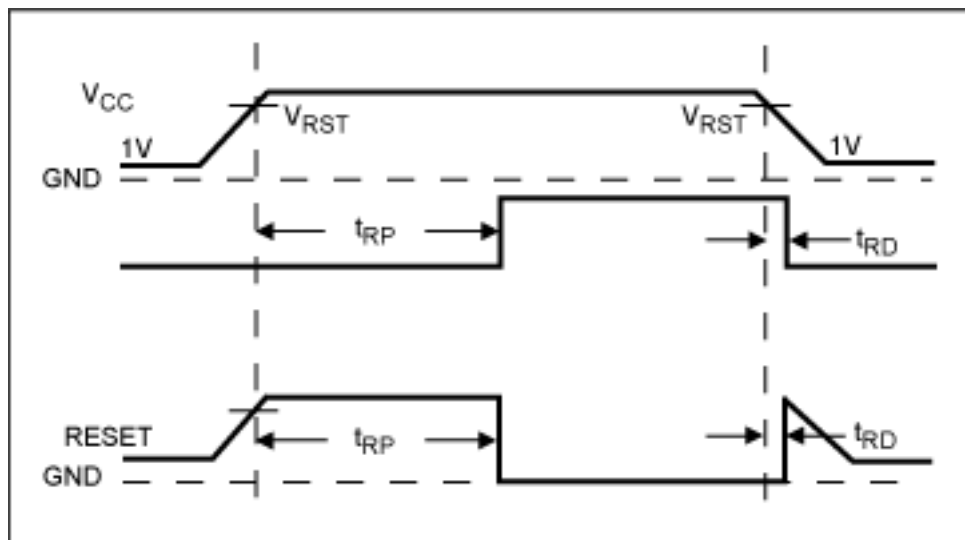 VCC
VRST
VRST
1V
1V
GND
tRP
tRD
RESET
tRP
tRD
GND